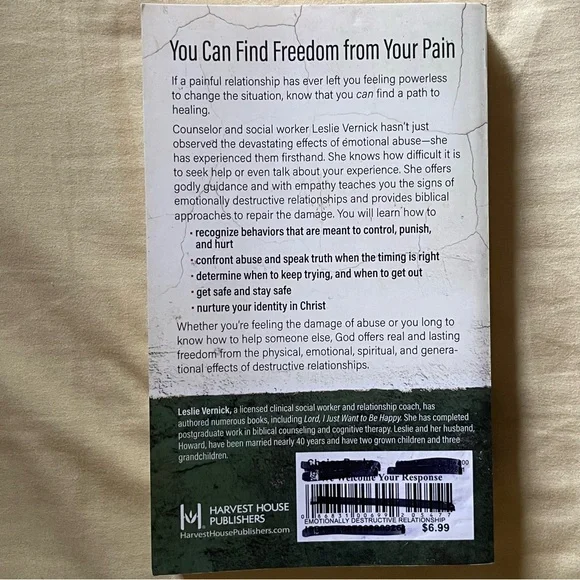 You Can Find Freedom from Your Pain
If a painful relationship has ever left you feeling powerless
to change the situation, know that you can find a path to
healing.
Counselor and social worker Leslie Vernick hasn't just
observed the devastating effects of emotional abuse—she
has experienced them firsthand. She knows how difficult it is
to seek help or even talk about your experience. She offers
godly guidance and with empathy teaches you the signs of
emotionally destructive relationships and provides biblical
approaches to repair the damage. You will learn how to
• recognize behaviors that are meant to control, punish,
and hurt
• confront abuse and speak truth when the timing is right
• determine when to keep trying, and when to get out
• get safe and stay safe
• nurture your identity in Christ
Whether you're feeling the damage of abuse or you long to
know how to help someone else, God offers real and lasting
freedom from the physical, emotional, spiritual, and genera-
tional effects of destructive relationships.
Leslie Vernick, a licensed clinical social worker and relationship coach, has
authored numerous books, including Lord, I Just Want to Be Happy. She has completed
postgraduate work in biblical counseling and cognitive therapy. Leslie and her husband,
Howard, have been married nearly 40 years and have two grown children and three
grandchildren.
Welcome Your Response
EMOTIONALLY DESTRUCTIVE RELATIONSHIP
$6.99
HARVEST HOUSE
PUBLISHERS
HarvestHousePublishers.com